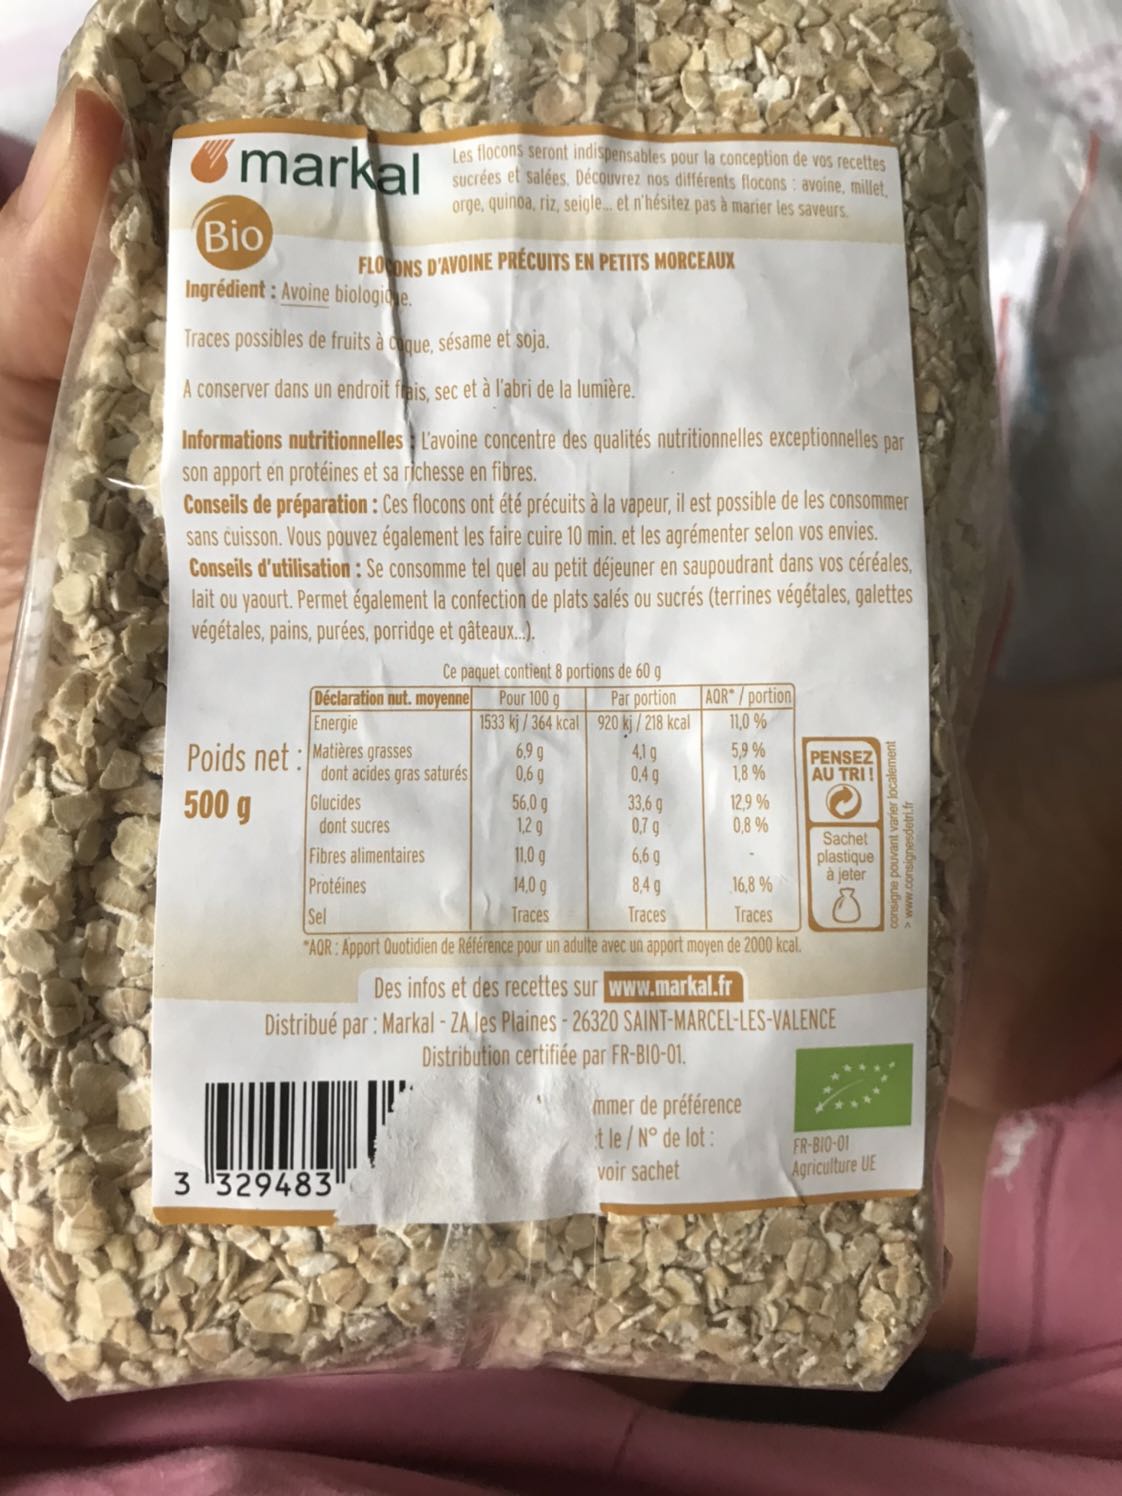 markal
Bio
Les flocons seront indispensables pour la conception de vos recettes
sucrées et salées. Découvrez nos différents flocons : avoine, millet,
orge, quinoa, riz, seigle... et n'hésitez pas à marier les saveurs.
FLOCONS D'AVOINE PRÉCUITS EN PETITS MORCEAUX
Ingrédient : Avoine biologique.
Traces possibles de fruits à coque, sésame et soja.
A conserver dans un endroit frais, sec et à l'abri de la lumière.
Informations nutritionnelles : L'avoine concentre des qualités nutritionnelles exceptionnelles par
son apport en protéines et sa richesse en fibres.
Conseils de préparation : Ces flocons ont été précuits à la vapeur, il est possible de les consommer
sans cuisson. Vous pouvez également les faire cuire 10 min. et les agrémenter selon vos envies.
Conseils d'utilisation : Se consomme tel quel au petit déjeuner en saupoudrant dans vos céréales,
lait ou yaourt. Permet également la confection de plats salés ou sucrés (terrines végétales, galettes
végétales, pains, purées, porridge et gâteaux...).
Ce paquet contient 8 portions de 60 g
Déclaration nut. moyenne Pour 100 g Par portion AQR* / portion
Energie 1533 kj / 364 kcal 920 kj / 218 kcal 11,0 %
Matières grasses 6,9 g 4,1 g 5,9 %
dont acides gras saturés 0,6 g 0,4 g 1,8 %
Glucides 56,0 g 33,6 g 12,9 %
dont sucres 1,2 g 0,7 g 0,8 %
Fibres alimentaires 11,0 g 6,6 g -
Protéines 14,0 g 8,4 g 16,8 %
Sel Traces Traces Traces
Poids net :
500 g
PENSEZ
AU TRI !
Sachet
plastique
à jeter
consigne pouvant varier localement
> www.consignesdetri.fr
*AQR : Apport Quotidien de Référence pour un adulte avec un apport moyen de 2000 kcal.
Des infos et des recettes sur www.markal.fr
Distribué par : Markal - ZA les Plaines - 26320 SAINT-MARCEL-LES-VALENCE
Distribution certifiée par FR-BIO-01.
mmer de préférence
t le / N° de lot :
voir sachet
FR-BIO-01
Agriculture UE
3 329483